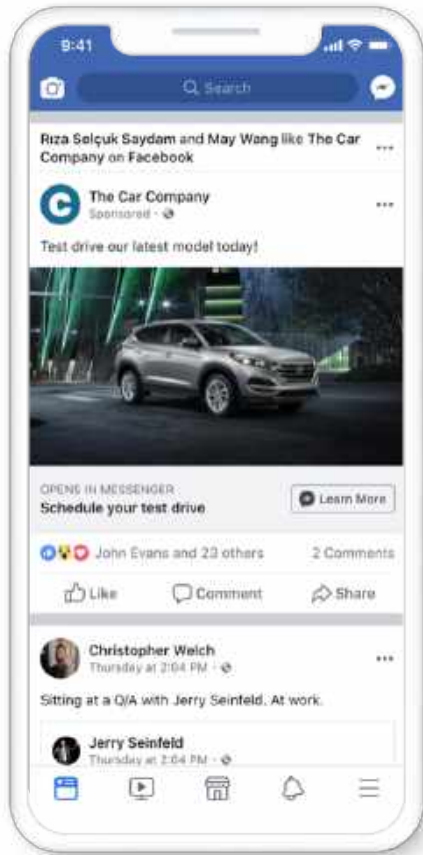 9:41
Search
Rıza Selçuk Saydam and May Wang like The Car
Company on Facebook
The Car Company
Sponsored ·
Test drive our latest model today!
OPENS IN MESSENGER
Schedule your test drive
Learn More
John Evans and 23 others
2 Comments
Like
Comment
Share
Christopher Welch
Thursday at 2:04 PM ·
Sitting at a Q/A with Jerry Seinfeld. At work.
Jerry Seinfeld
Thursday at 2:04 PM ·